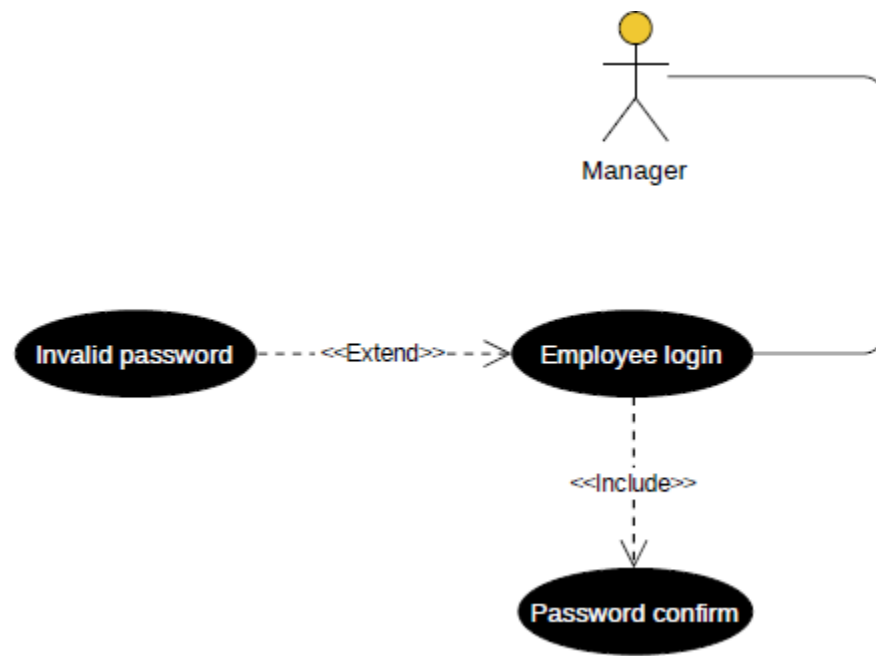 Manager
Invalid password
<<Extend>>
Employee login
<<Include>>
Password confirm